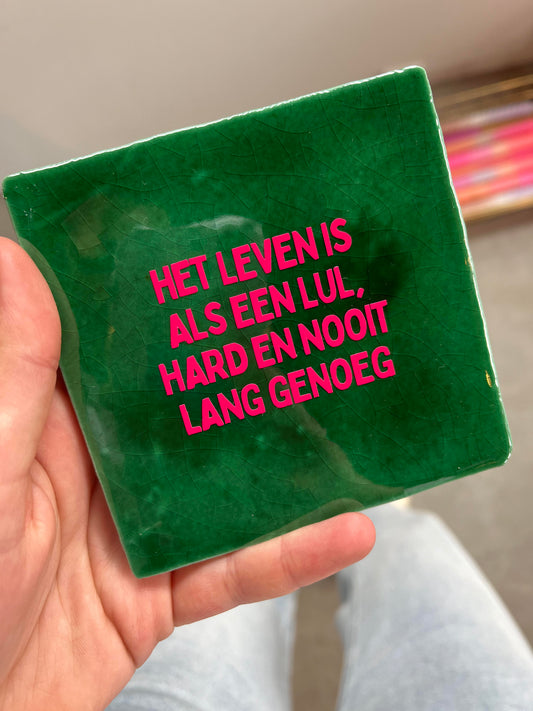 HET LEVEN IS
ALS EEN LUL,
HARD EN NOOIT
LANG GENOEG